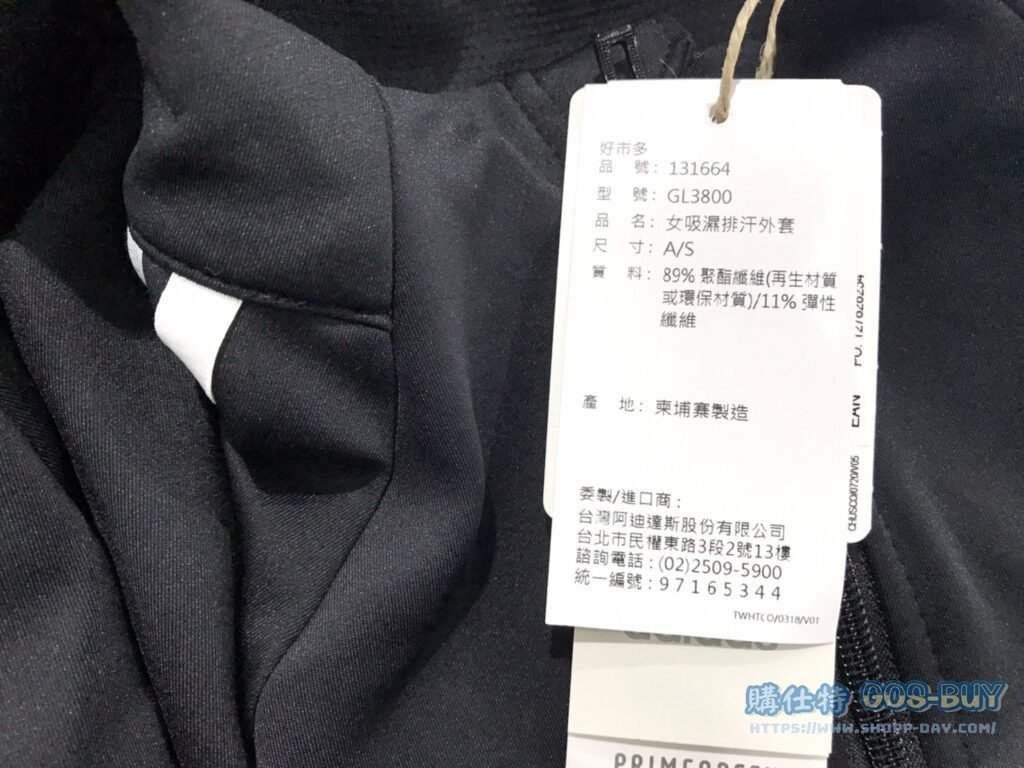 好市多
品 號：131664
型 號：GL3800
品 名：女吸濕排汗外套
尺 寸：A/S
質 料：89% 聚酯纖維(再生材質
或環保材質)/11% 彈性
纖維
產 地：柬埔寨製造
委製/進口商：
台灣阿迪達斯股份有限公司
台北市民權東路3段2號13樓
諮詢電話：(02)2509-5900
統一編號：97165344
TWHTCO/0318/V01
EAN
CHUSCO/0720/V05
購仕特 GOS-BUY
HTTPS://WWW.SHOPP-DAY.COM/